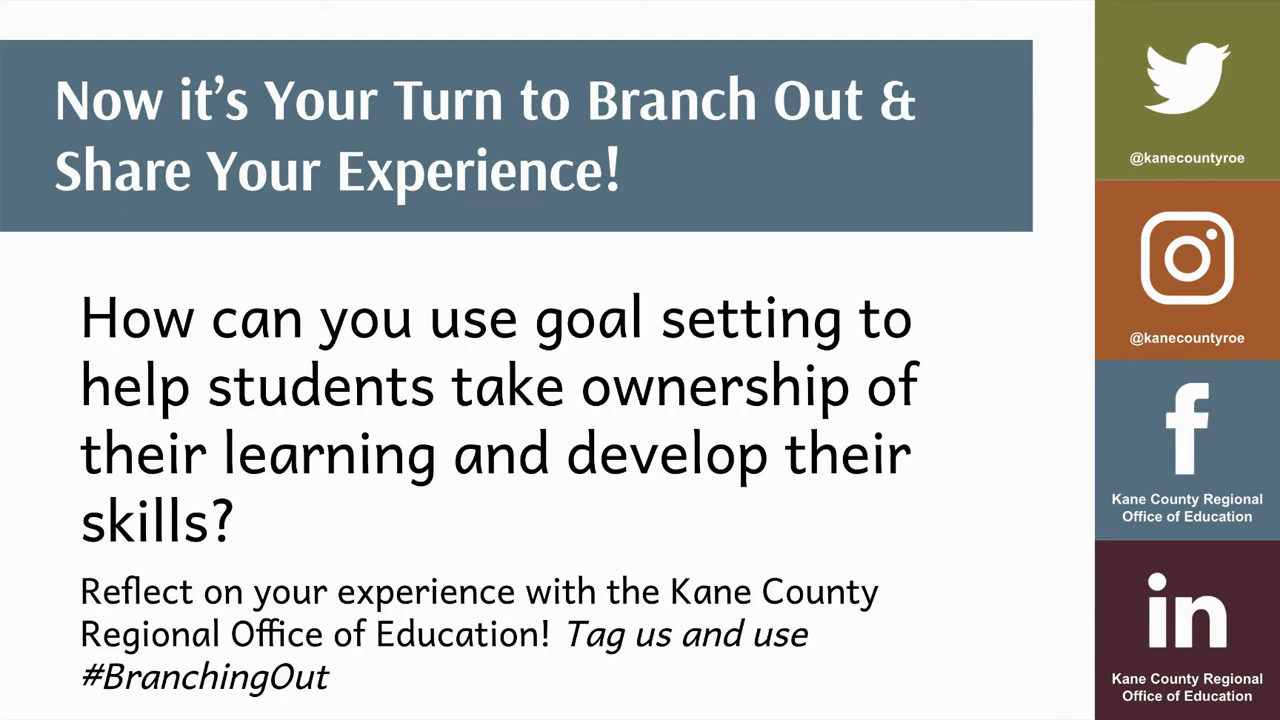 Now it's Your Turn to Branch Out &
Share Your Experience!
How can you use goal setting to
help students take ownership of
their learning and develop their
skills?
Reflect on your experience with the Kane County
Regional Office of Education! Tag us and use
#BranchingOut
@kanecountyroe
@kanecountyroe
Kane County Regional
Office of Education
in
Kane County Regional
Office of Education